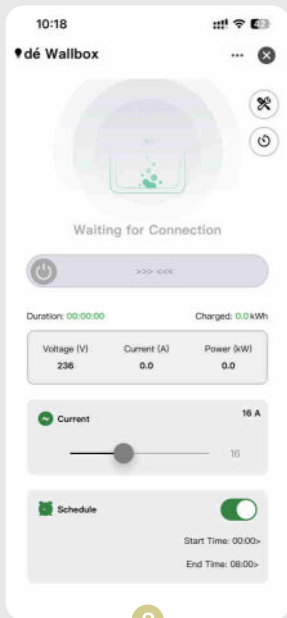 10:18
dé Wallbox
Waiting for Connection
>>> <<<
Duration: 00:00:00 Charged: 0.0 kWh
Voltage (V) Current (A) Power (kW)
236 0.0 0.0
Current 16 A
16
Schedule
Start Time: 00:00>
End Time: 08:00>